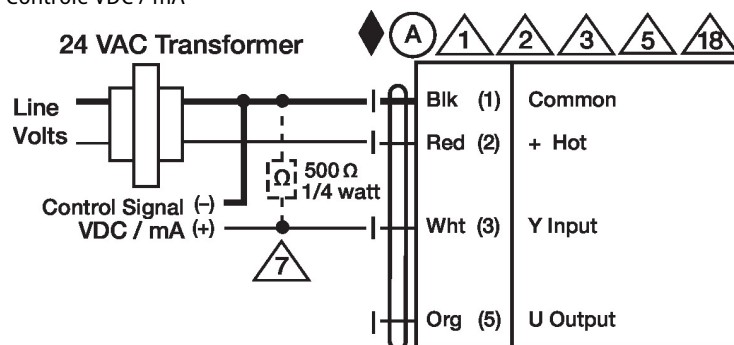 Controle VDC / mA
A 1 2 3 5 18
24 VAC Transformer
Line
Volts
Blk (1) Common
Red (2) + Hot
Ω 500 Ω
1/4 watt
Control Signal (–)
VDC / mA (+)
Wht (3) Y Input
7
Org (5) U Output